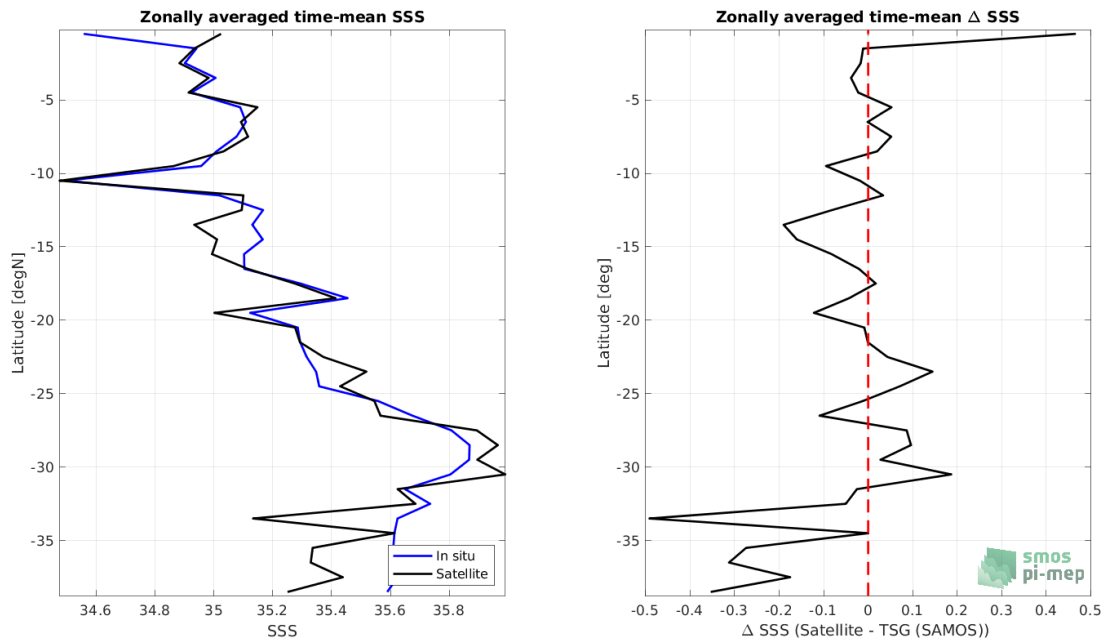 Zonally averaged time-mean SSS
Latitude [degN]
-5
-10
-15
-20
-25
-30
-35
34.6 34.8 35 35.2 35.4 35.6 35.8
SSS
In situ
Satellite
Zonally averaged time-mean Δ SSS
Latitude [deg]
-5
-10
-15
-20
-25
-30
-35
-0.5 -0.4 -0.3 -0.2 -0.1 0 0.1 0.2 0.3 0.4 0.5
Δ SSS (Satellite - TSG (SAMOS))
smos
pi-mep